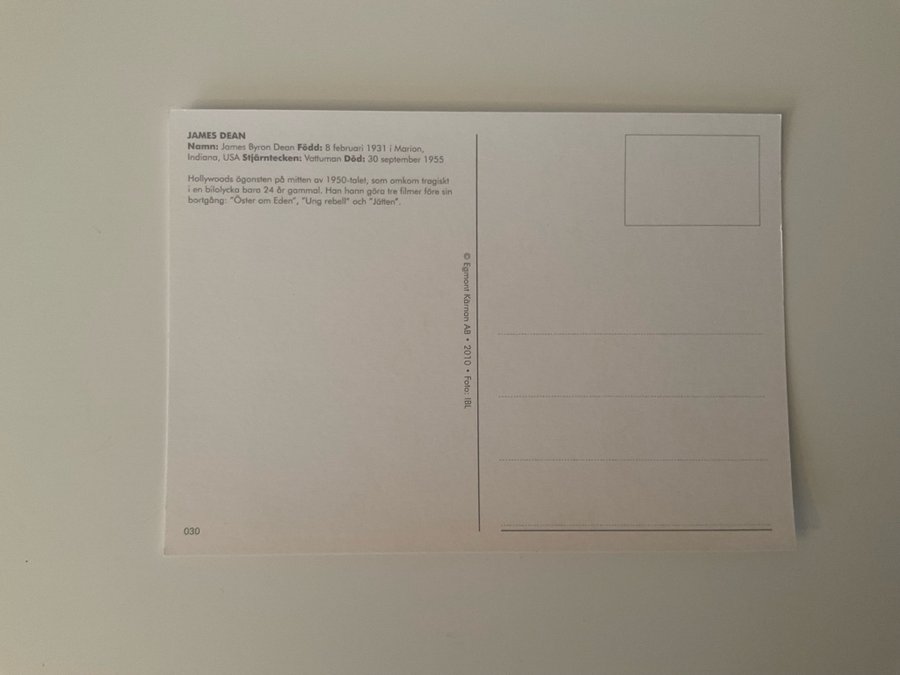 JAMES DEAN
Namn: James Byron Dean Född: 8 februari 1931 i Marion,
Indiana, USA Stjärntecken: Vattuman Död: 30 september 1955
Hollywoods ögonsten på mitten av 1950-talet, som omkom tragiskt
i en bilolycka bara 24 år gammal. Han hann göra tre filmer före sin
bortgång: ”Öster om Eden”, ”Ung rebell” och ”Jätten”.
© Egmont Kärnan AB • 2010 • Foto: IBL
030